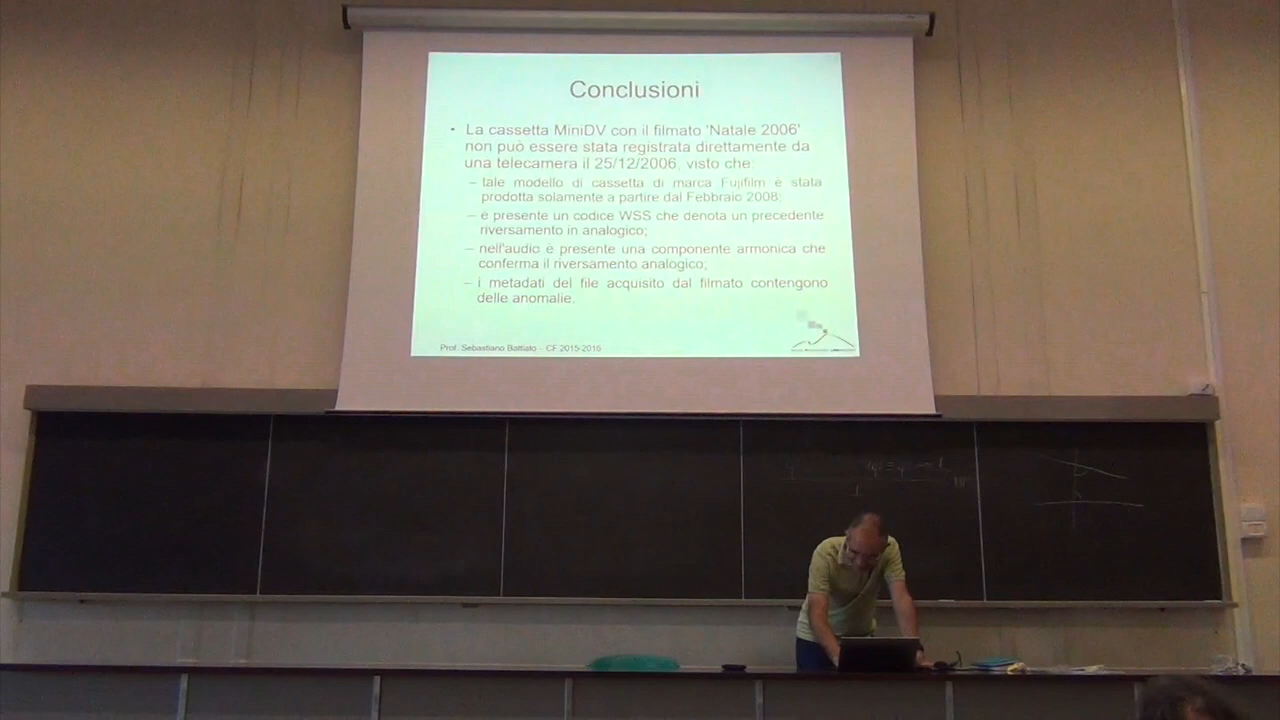 Conclusioni
• La cassetta MiniDV con il filmato 'Natale 2006'
non può essere stata registrata direttamente da
una telecamera il 25/12/2006, visto che:
– tale modello di cassetta di marca Fujifilm è stata
prodotta solamente a partire dal Febbraio 2008;
– è presente un codice WSS che denota un precedente
riversamento in analogico;
– nell'audio è presente una componente armonica che
conferma il riversamento analogico;
– i metadati del file acquisito dal filmato contengono
delle anomalie.
Prof. Sebastiano Battiato - CF 2015-2016